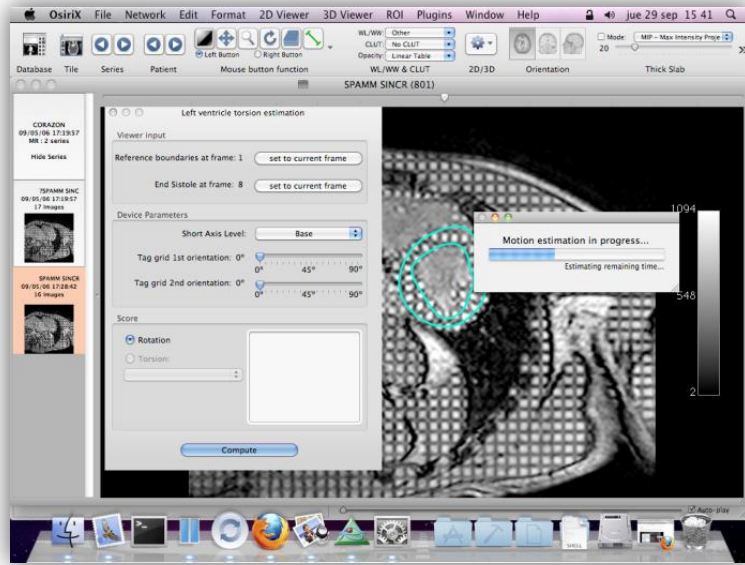 OsiriX File Network Edit Format 2D Viewer 3D Viewer ROI Plugins Window Help jue 29 sep 15 41
WL/WW: Other
CLUT: No CLUT
Opacity: Linear Table
Left Button Right Button
Mode: MIP - Max Intensity Proje
20
Database Tile Series Patient Mouse button function WL/WW & CLUT 2D/3D Orientation Thick Slab
SPAMM SINCR (801)
CORAZON
09/05/06 17:19:57
MR : 2 series
Hide Series
?SPAMM SINC
09/05/06 17:19:57
17 Images
SPAMM SINCR
09/05/06 17:28:42
16 Images
Left ventricle torsion estimation
Viewer input
Reference boundaries at frame: 1 set to current frame
End Sistole at frame: 8 set to current frame
Device Parameters
Short Axis Level: Base
Tag grid 1st orientation: 0°
0° 45° 90°
Tag grid 2nd orientation: 0°
0° 45° 90°
Score
Rotation
Torsion:
Compute
Motion estimation in progress...
Estimating remaining time...
1094
548
2
Auto-play
SHELL